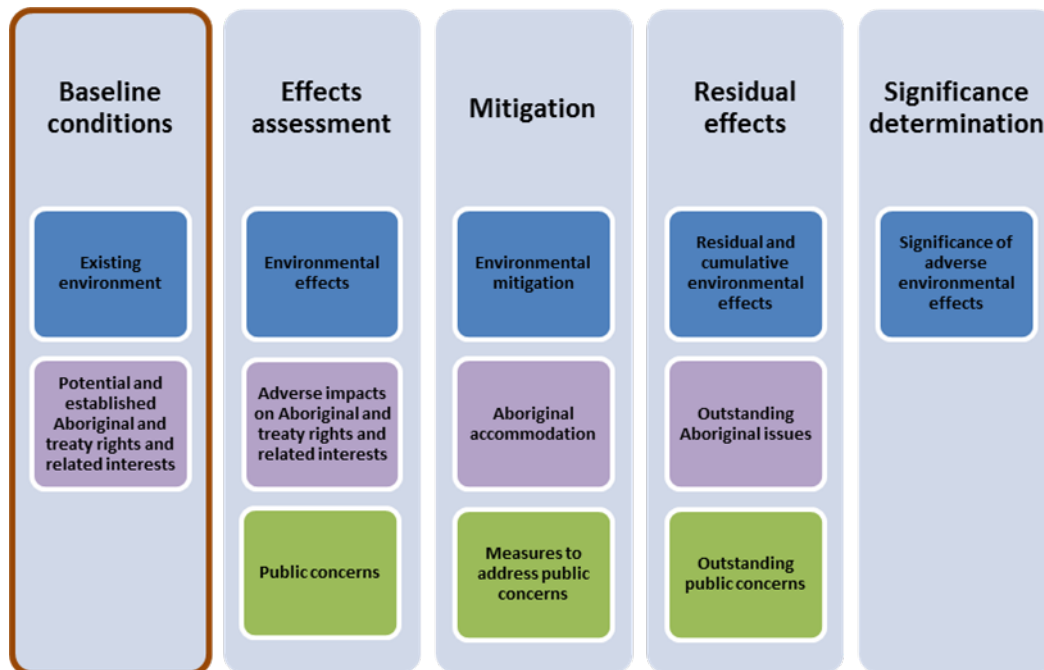 Baseline
conditions
Existing
environment
Potential and
established
Aboriginal and
treaty rights and
related interests
Effects
assessment
Environmental
effects
Adverse impacts
on Aboriginal and
treaty rights and
related interests
Public concerns
Mitigation
Environmental
mitigation
Aboriginal
accommodation
Measures to
address public
concerns
Residual
effects
Residual and
cumulative
environmental
effects
Outstanding
Aboriginal issues
Outstanding
public concerns
Significance
determination
Significance of
adverse
environmental
effects